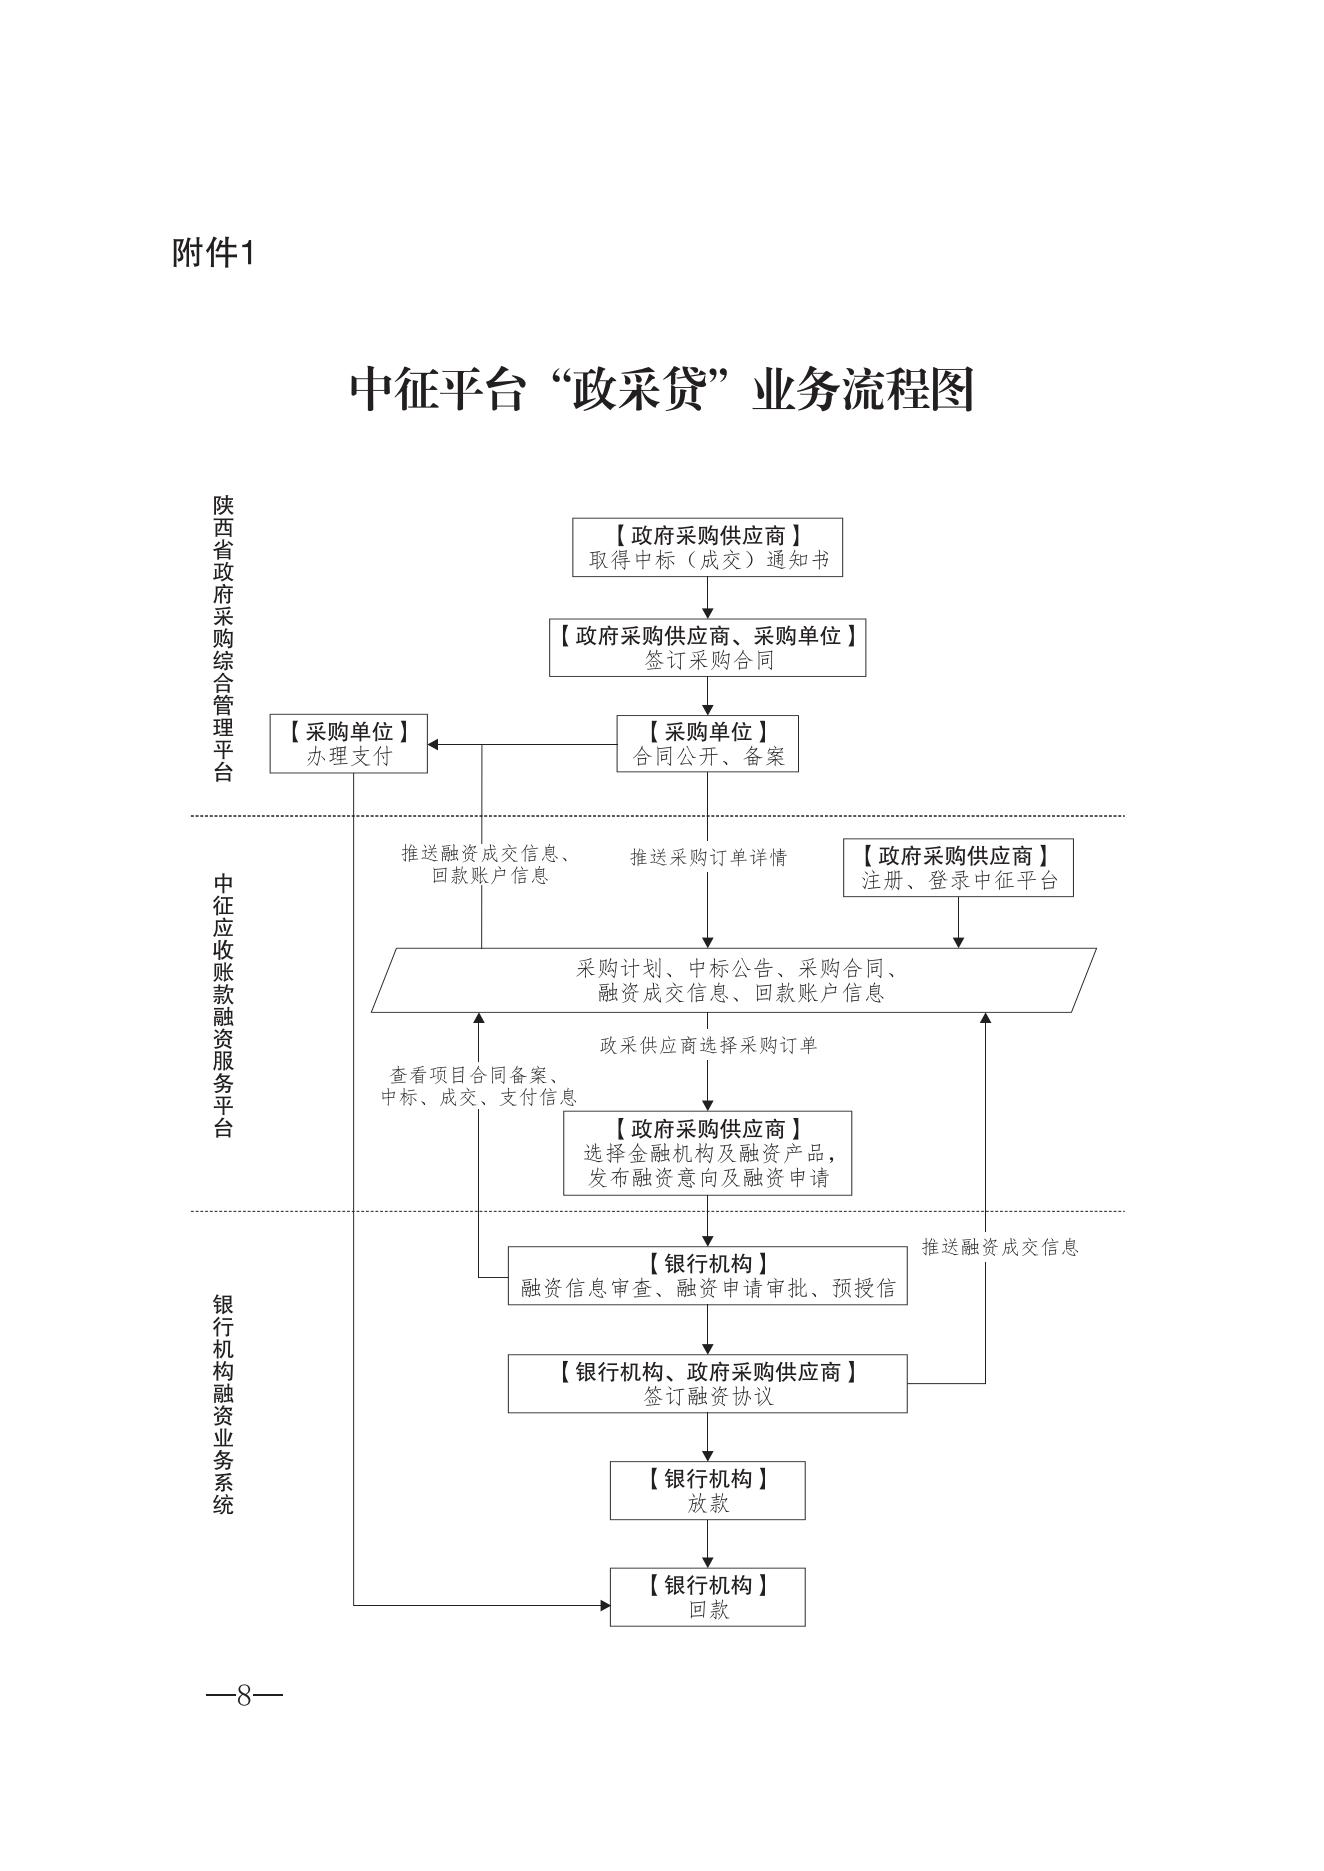 附件1
中征平台“政采贷”业务流程图
陕西省政府采购综合管理平台
【政府采购供应商】
取得中标（成交）通知书
【政府采购供应商、采购单位】
签订采购合同
【采购单位】
办理支付
【采购单位】
合同公开、备案
中征应收账款融资服务平台
推送融资成交信息、
回款账户信息
推送采购订单详情
【政府采购供应商】
注册、登录中征平台
采购计划、中标公告、采购合同、
融资成交信息、回款账户信息
政采供应商选择采购订单
查看项目合同备案、
中标、成交、支付信息
【政府采购供应商】
选择金融机构及融资产品，
发布融资意向及融资申请
银行机构融资业务系统
推送融资成交信息
【银行机构】
融资信息审查、融资申请审批、预授信
【银行机构、政府采购供应商】
签订融资协议
【银行机构】
放款
【银行机构】
回款
—8—